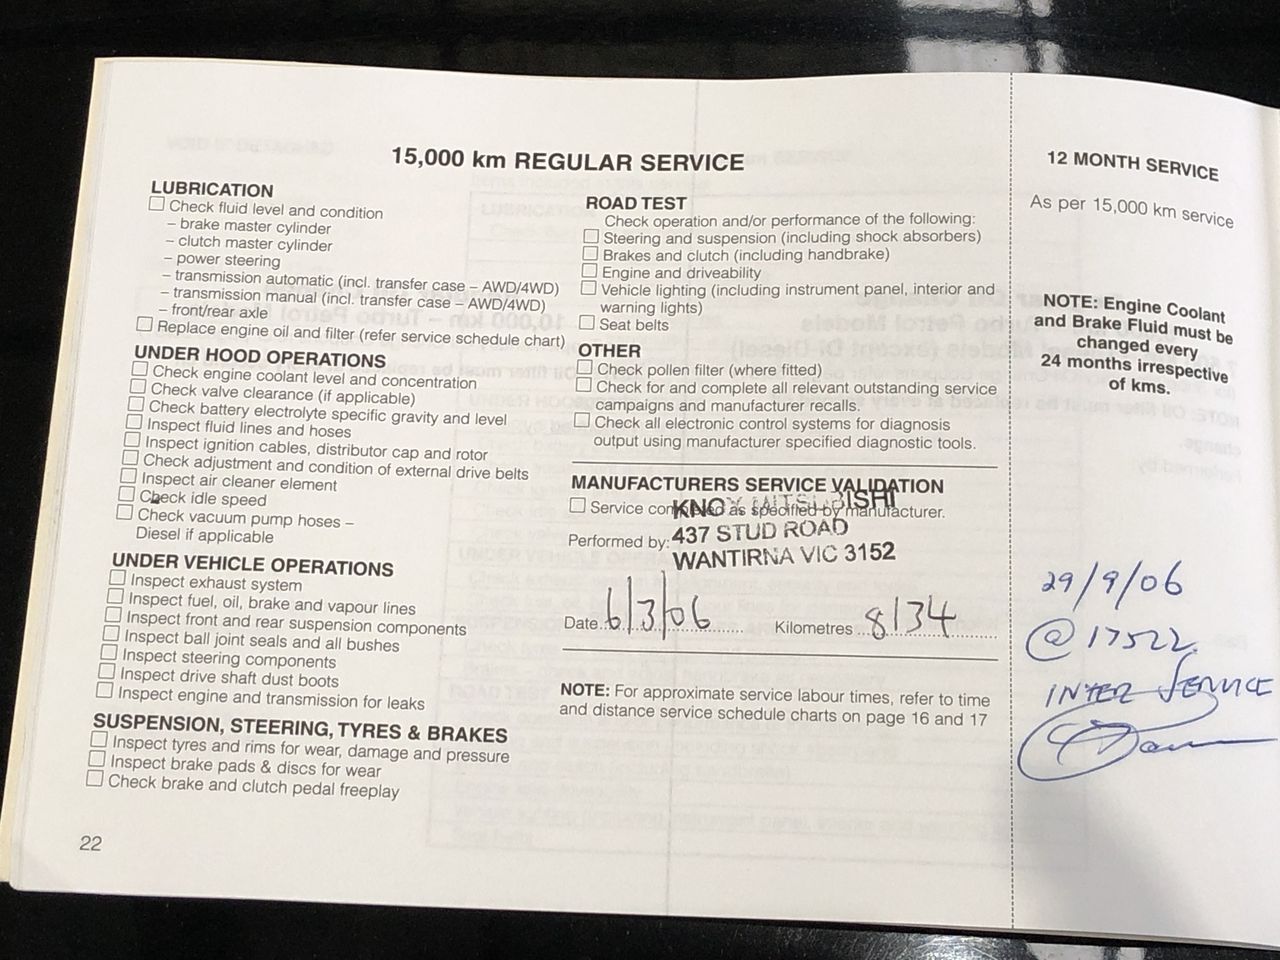 15,000 km REGULAR SERVICE
LUBRICATION
Check fluid level and condition
– brake master cylinder
– clutch master cylinder
– power steering
– transmission automatic (incl. transfer case – AWD/4WD)
– transmission manual (incl. transfer case – AWD/4WD)
– front/rear axle
Replace engine oil and filter (refer service schedule chart)
UNDER HOOD OPERATIONS
Check engine coolant level and concentration
Check valve clearance (if applicable)
Check battery electrolyte specific gravity and level
Inspect fluid lines and hoses
Inspect ignition cables, distributor cap and rotor
Check adjustment and condition of external drive belts
Inspect air cleaner element
Check idle speed
Check vacuum pump hoses –
Diesel if applicable
UNDER VEHICLE OPERATIONS
Inspect exhaust system
Inspect fuel, oil, brake and vapour lines
Inspect front and rear suspension components
Inspect ball joint seals and all bushes
Inspect steering components
Inspect drive shaft dust boots
Inspect engine and transmission for leaks
SUSPENSION, STEERING, TYRES & BRAKES
Inspect tyres and rims for wear, damage and pressure
Inspect brake pads & discs for wear
Check brake and clutch pedal freeplay
22
ROAD TEST
Check operation and/or performance of the following:
Steering and suspension (including shock absorbers)
Brakes and clutch (including handbrake)
Engine and driveability
Vehicle lighting (including instrument panel, interior and
warning lights)
Seat belts
OTHER
Check pollen filter (where fitted)
Check for and complete all relevant outstanding service
campaigns and manufacturer recalls.
Check all electronic control systems for diagnosis
output using manufacturer specified diagnostic tools.
MANUFACTURERS SERVICE VALIDATION
KNOX MITSUBISHI
Service completed as specified by manufacturer.
Performed by: 437 STUD ROAD
WANTIRNA VIC 3152
Date 6/3/06 Kilometres 8134
NOTE: For approximate service labour times, refer to time
and distance service schedule charts on page 16 and 17
12 MONTH SERVICE
As per 15,000 km service
NOTE: Engine Coolant
and Brake Fluid must be
changed every
24 months irrespective
of kms.
29/9/06
@ 17522
INTER SERVICE